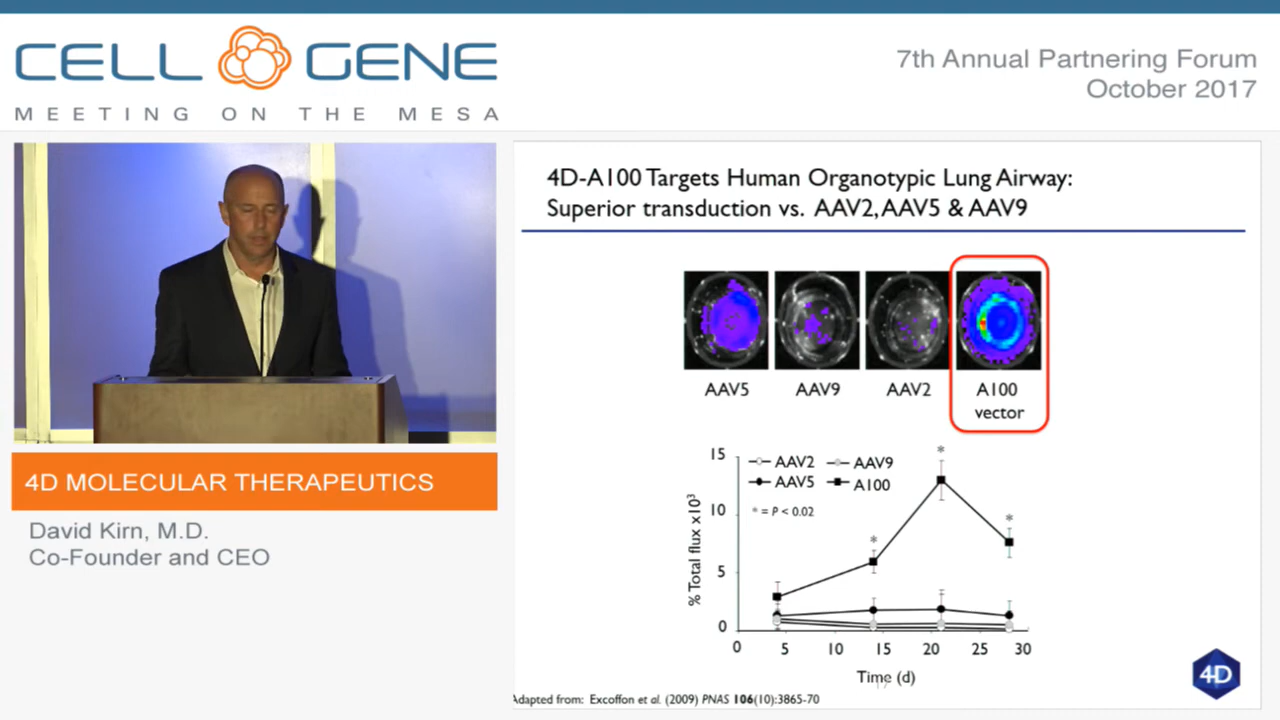 CELL GENE
MEETING ON THE MESA
7th Annual Partnering Forum
October 2017
4D-A100 Targets Human Organotypic Lung Airway:
Superior transduction vs. AAV2, AAV5 & AAV9
AAV5
AAV9
AAV2
A100
vector
15
10
5
0
% Total flux x10³
AAV2
AAV9
AAV5
A100
* = P < 0.02
*
*
*
0
5
10
15
20
25
30
Time (d)
Adapted from: Excoffon et al. (2009) PNAS 106(10):3865-70
4D
4D MOLECULAR THERAPEUTICS
David Kirn, M.D.
Co-Founder and CEO